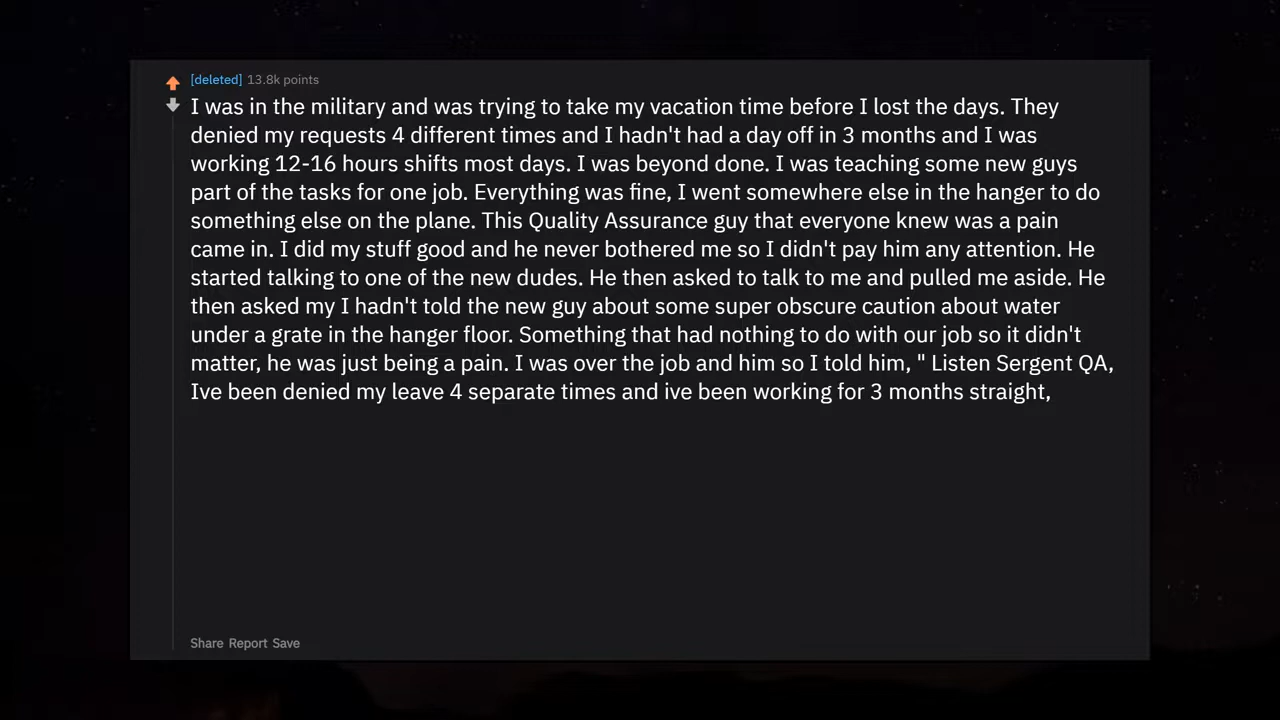 [deleted] 13.8k points
I was in the military and was trying to take my vacation time before I lost the days. They
denied my requests 4 different times and I hadn't had a day off in 3 months and I was
working 12-16 hours shifts most days. I was beyond done. I was teaching some new guys
part of the tasks for one job. Everything was fine, I went somewhere else in the hanger to do
something else on the plane. This Quality Assurance guy that everyone knew was a pain
came in. I did my stuff good and he never bothered me so I didn't pay him any attention. He
started talking to one of the new dudes. He then asked to talk to me and pulled me aside. He
then asked my I hadn't told the new guy about some super obscure caution about water
under a grate in the hanger floor. Something that had nothing to do with our job so it didn't
matter, he was just being a pain. I was over the job and him so I told him, " Listen Sergent QA,
Ive been denied my leave 4 separate times and ive been working for 3 months straight,
Share Report Save